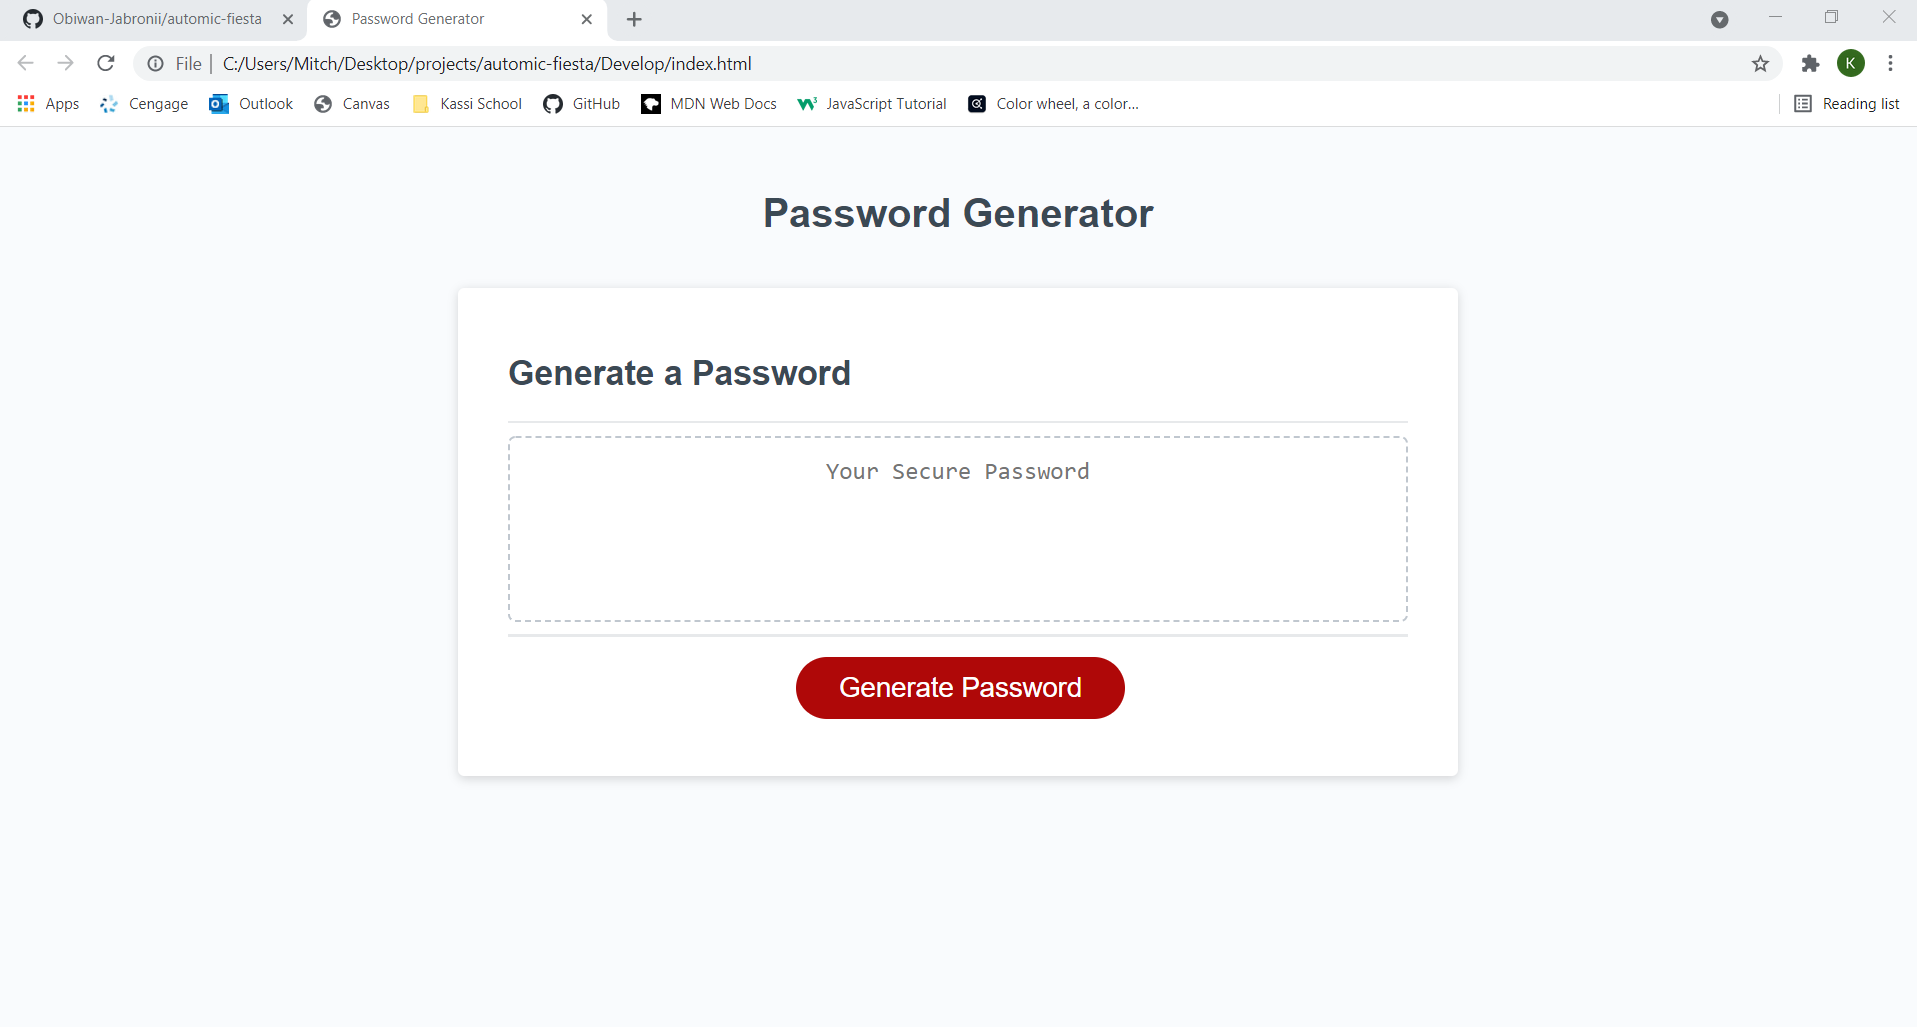 Obiwan-Jabronii/automic-fiesta
Password Generator
File | C:/Users/Mitch/Desktop/projects/automic-fiesta/Develop/index.html
K
Apps
Cengage
Outlook
Canvas
Kassi School
GitHub
MDN Web Docs
JavaScript Tutorial
Color wheel, a color...
Reading list
Password Generator
Generate a Password
Your Secure Password
Generate Password